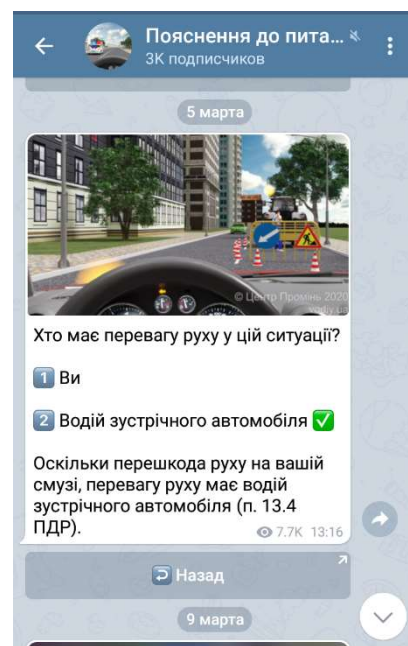 Пояснення до пита...
3К подписчиков
5 марта
© Центр Промінь 2020
vodiy.ua
Хто має перевагу руху у цій ситуації?
1 Ви
2 Водій зустрічного автомобіля ✅
Оскільки перешкода руху на вашій
смузі, перевагу руху має водій
зустрічного автомобіля (п. 13.4
ПДР).
7.7K 13:16
Назад
9 марта